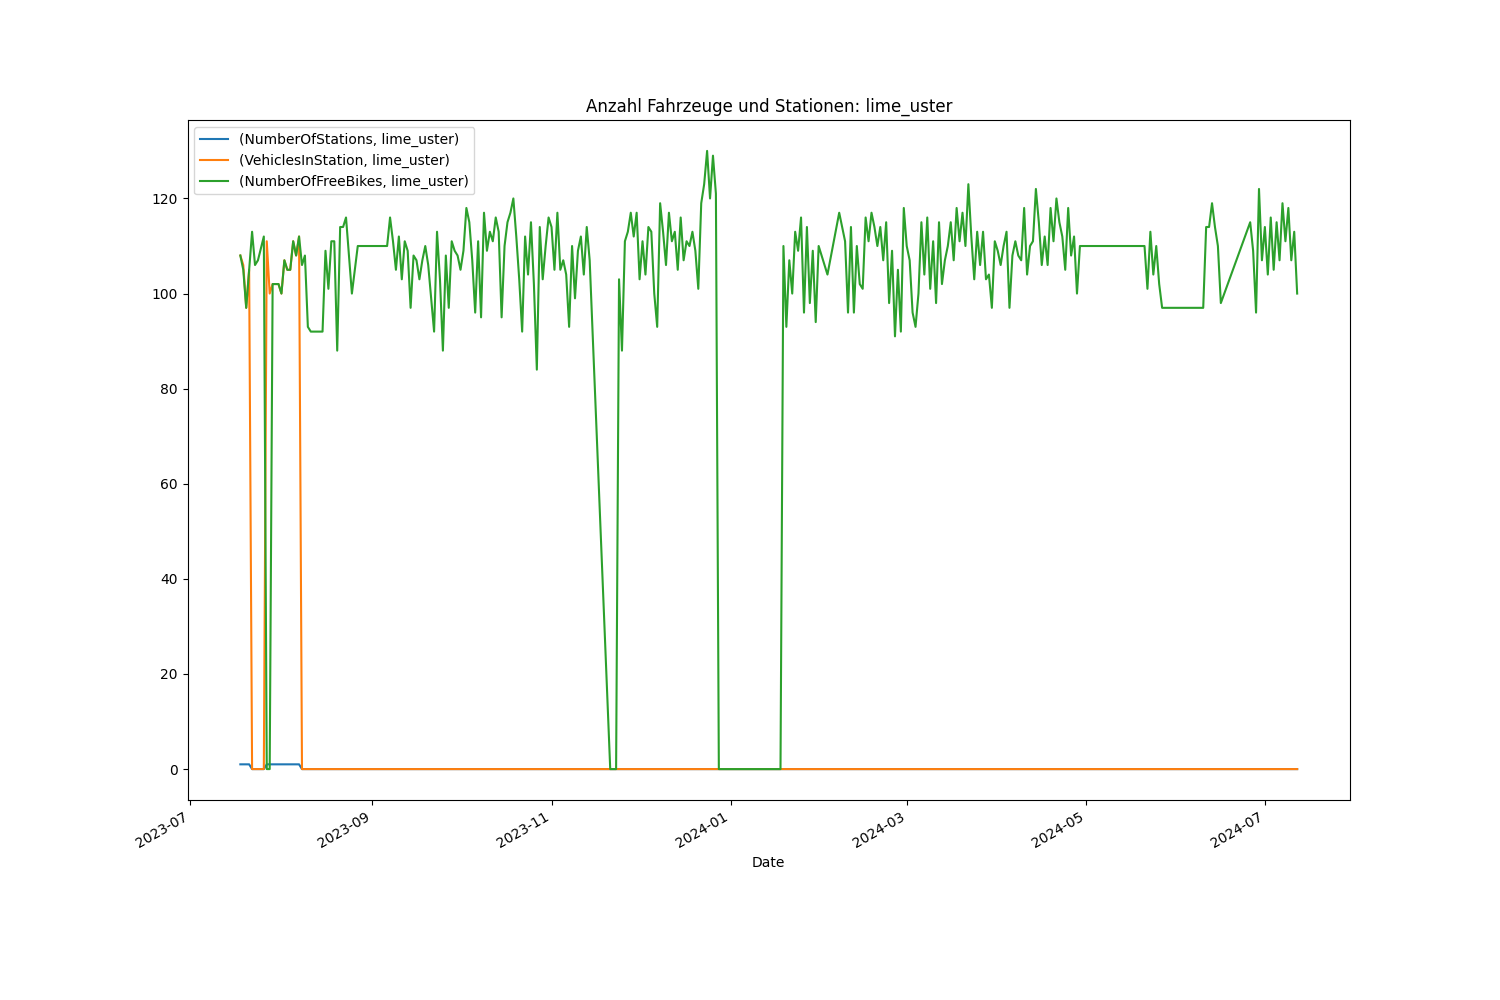 Anzahl Fahrzeuge und Stationen: lime_uster
(NumberOfStations, lime_uster)
(VehiclesInStation, lime_uster)
(NumberOfFreeBikes, lime_uster)
120
100
80
60
40
20
0
2023-07
2023-09
2023-11
2024-01
2024-03
2024-05
2024-07
Date